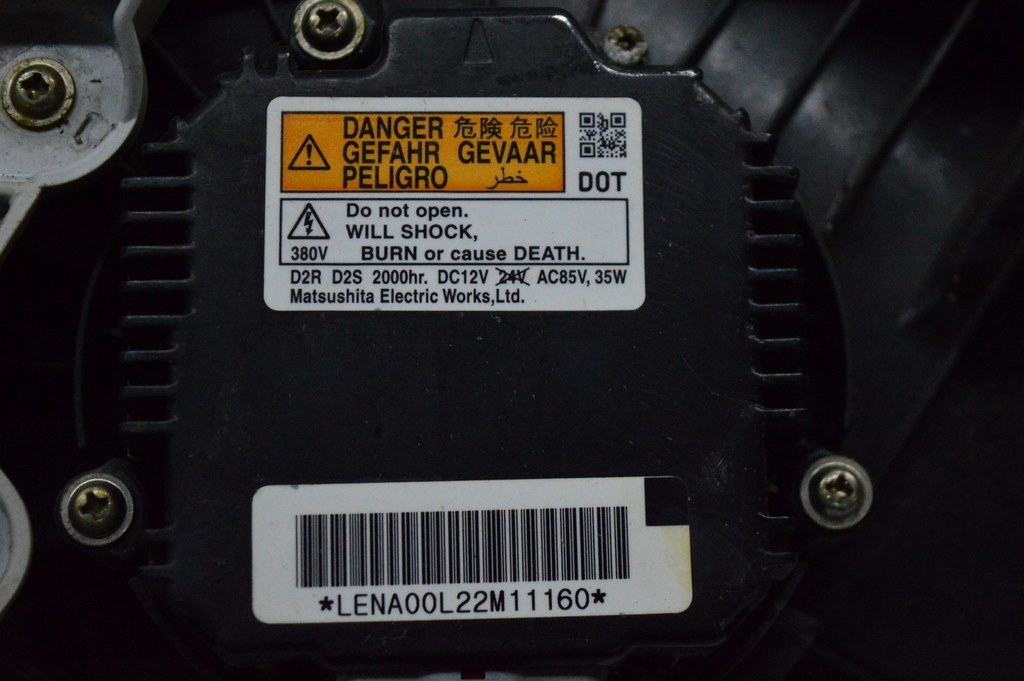 DANGER 危険 危险
GEFAHR GEVAAR
PELIGRO خطر
DOT
Do not open.
WILL SHOCK,
380V BURN or cause DEATH.
D2R D2S 2000hr. DC12V 24V AC85V, 35W
Matsushita Electric Works,Ltd.
*LENA00L22M11160*